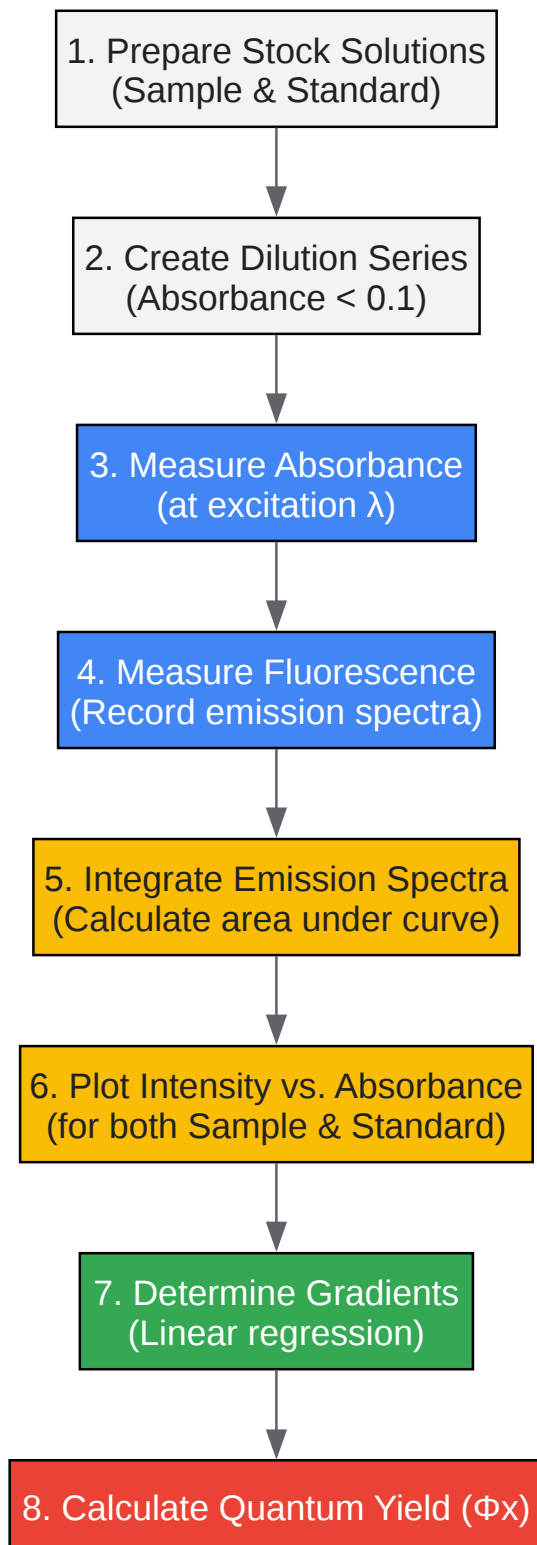 1. Prepare Stock Solutions
(Sample & Standard)
2. Create Dilution Series
(Absorbance < 0.1)
3. Measure Absorbance
(at excitation λ)
4. Measure Fluorescence
(Record emission spectra)
5. Integrate Emission Spectra
(Calculate area under curve)
6. Plot Intensity vs. Absorbance
(for both Sample & Standard)
7. Determine Gradients
(Linear regression)
8. Calculate Quantum Yield (Φx)